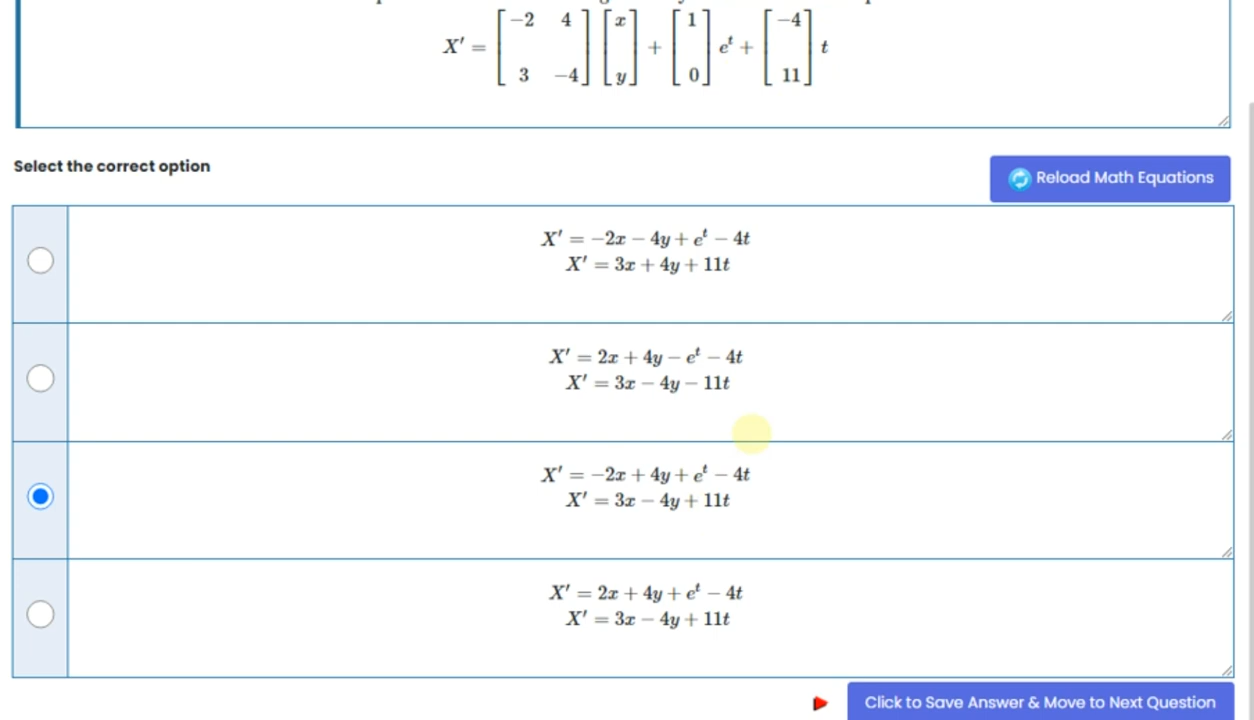 X′ = [−2 4 3 −4] [x y] + [1 0] e^t + [−4 11] t
Select the correct option
Reload Math Equations
X′ = −2x − 4y + e^t − 4t
X′ = 3x + 4y + 11t
X′ = 2x + 4y − e^t − 4t
X′ = 3x − 4y − 11t
X′ = −2x + 4y + e^t − 4t
X′ = 3x − 4y + 11t
X′ = 2x + 4y + e^t − 4t
X′ = 3x − 4y + 11t
Click to Save Answer & Move to Next Question